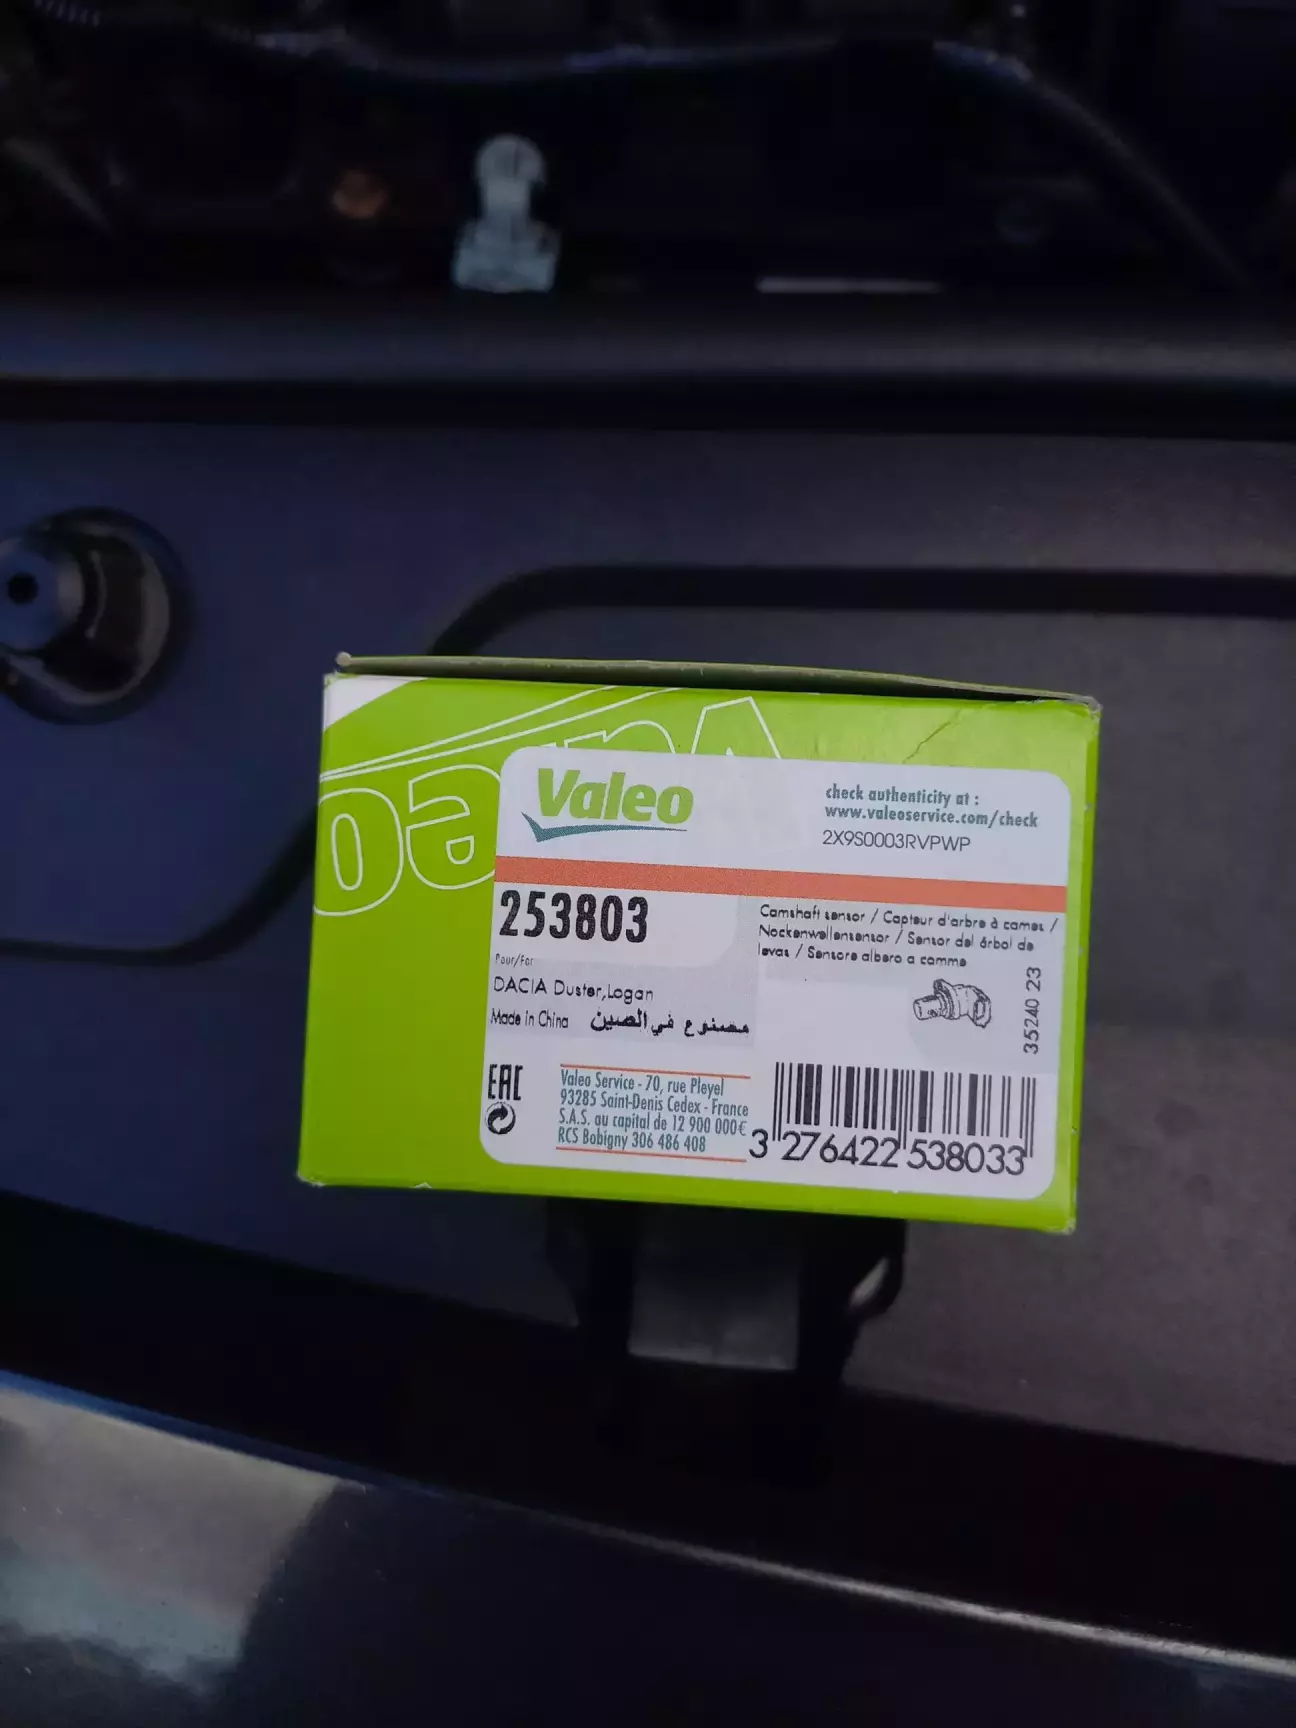 Valeo
Valeo
check authenticity at :
www.valeoservice.com/check
2X9S0003RVPWP
253803
Camshaft sensor / Capteur d'arbre à cames /
Nockenwellensensor / Sensor del árbol de
levas / Sensore albero a camme
Pour/For
DACIA Duster,Logan
Made in China مصنوع في الصين
35240 23
EAC
Valeo Service - 70, rue Pleyel
93285 Saint-Denis Cedex - France
S.A.S. au capital de 12 900 000€
RCS Bobigny 306 486 408
3 276422 538033